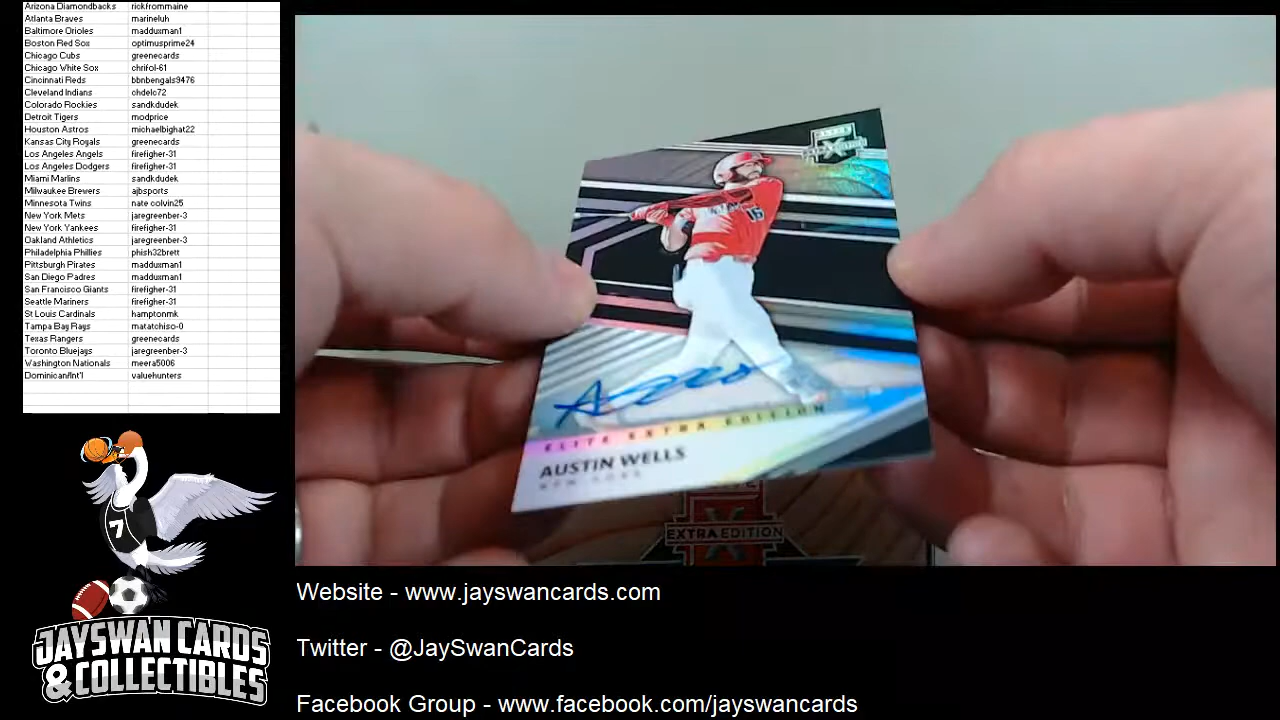 Arizona Diamondbacks rickfrommaine
Atlanta Braves marineluh
Baltimore Orioles madduxman1
Boston Red Sox optimusprime24
Chicago Cubs greenecards
Chicago White Sox chrifol-61
Cincinnati Reds bbnbengals9476
Cleveland Indians chdelc72
Colorado Rockies sandkdudek
Detroit Tigers modprice
Houston Astros michaelbighat22
Kansas City Royals greenecards
Los Angeles Angels firefigher-31
Los Angeles Dodgers firefigher-31
Miami Marlins sandkdudek
Milwaukee Brewers ajbsports
Minnesota Twins nate colvin25
New York Mets jaregreenber-3
New York Yankees firefigher-31
Oakland Athletics jaregreenber-3
Philadelphia Phillies phish32brett
Pittsburgh Pirates madduxman1
San Diego Padres madduxman1
San Francisco Giants firefigher-31
Seattle Mariners firefigher-31
St Louis Cardinals hamptonmk
Tampa Bay Rays matatchiso-0
Texas Rangers greenecards
Toronto Bluejays jaregreenber-3
Washington Nationals meera5006
Dominican/Int'l valuehunters
16
ELITE EXTRA EDITION
AUSTIN WELLS
NEW YORK
EXTRA EDITION
7
JAYSWAN CARDS
& COLLECTIBLES
Website - www.jayswancards.com
Twitter - @JaySwanCards
Facebook Group - www.facebook.com/jayswancards